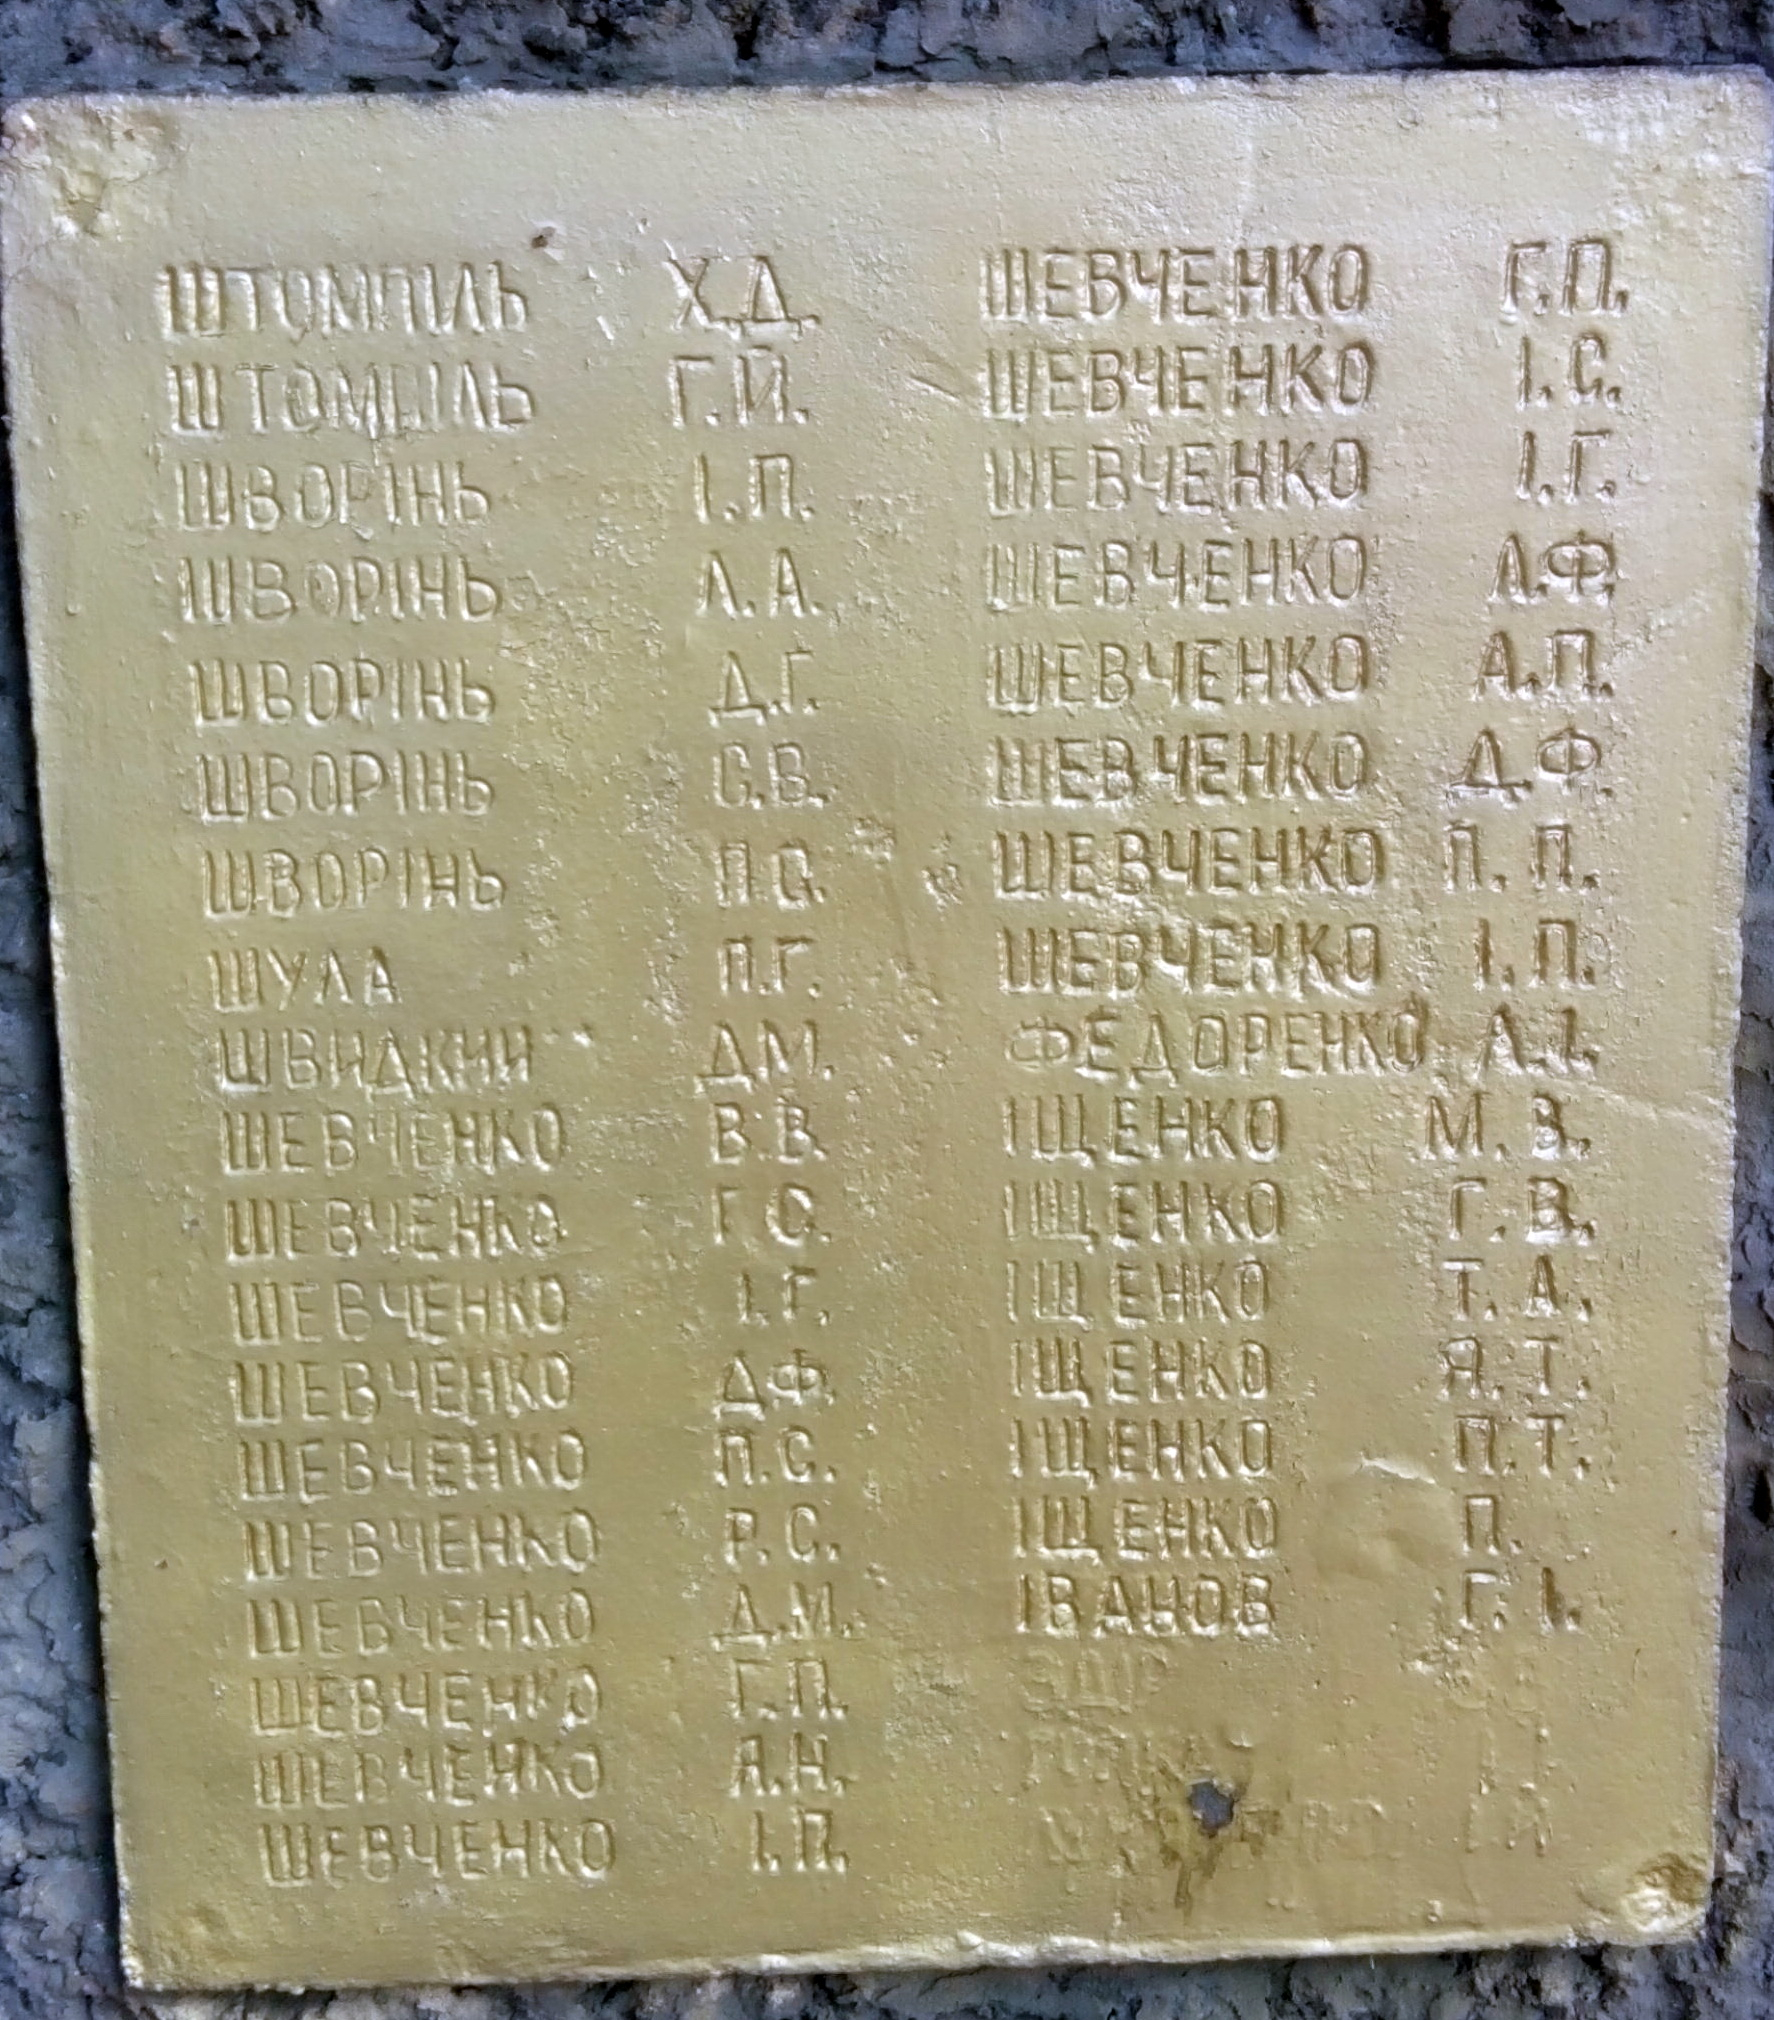 ШТОМПІЛЬ Х.Д.
ШТОМПІЛЬ Г.Й.
ШВОРІНЬ І.П.
ШВОРІНЬ Л.А.
ШВОРІНЬ Д.Г.
ШВОРІНЬ С.В.
ШВОРІНЬ П.С.
ШУЛА П.Г.
ШВИДКИЙ Д.М.
ШЕВЧЕНКО В.В.
ШЕВЧЕНКО Г.С.
ШЕВЧЕНКО І.Г.
ШЕВЧЕНКО Д.Ф.
ШЕВЧЕНКО П.С.
ШЕВЧЕНКО Р.С.
ШЕВЧЕНКО Д.М.
ШЕВЧЕНКО Г.П.
ШЕВЧЕНКО А.Н.
ШЕВЧЕНКО І.П.
ШЕВЧЕНКО Г.П.
ШЕВЧЕНКО І.С.
ШЕВЧЕНКО І.Г.
ШЕВЧЕНКО А.Ф.
ШЕВЧЕНКО А.П.
ШЕВЧЕНКО Д.Ф.
ШЕВЧЕНКО П.П.
ШЕВЧЕНКО І.П.
ФЕДОРЕНКО А.І.
ІЩЕНКО М.В.
ІЩЕНКО Г.В.
ІЩЕНКО Т.А.
ІЩЕНКО Я.Т.
ІЩЕНКО П.Т.
ІЩЕНКО П.
ІВАНОВ Г.І.